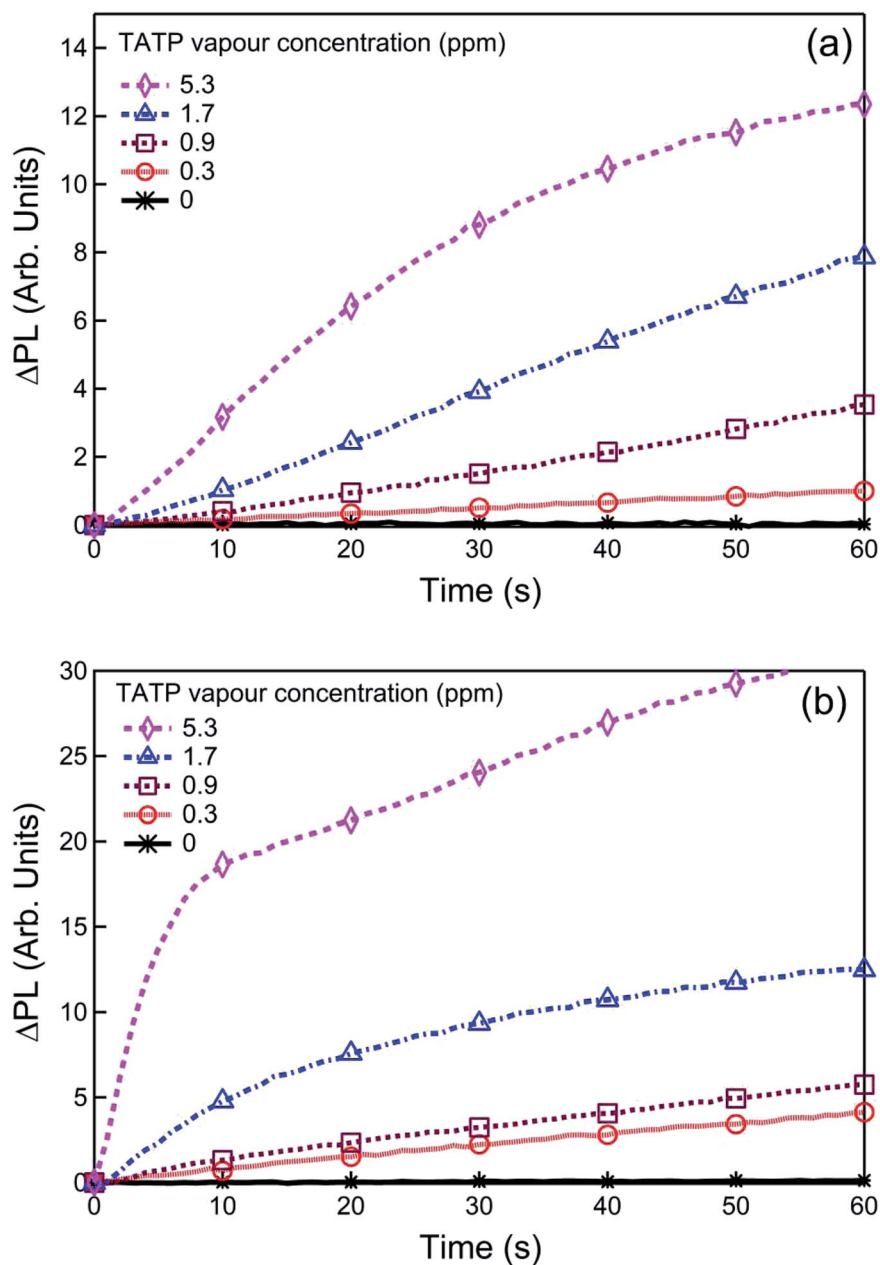 (a)
TATP vapour concentration (ppm)
5.3
1.7
0.9
0.3
0
14
12
10
8
6
4
2
0
ΔPL (Arb. Units)
0 10 20 30 40 50 60
Time (s)
(b)
TATP vapour concentration (ppm)
5.3
1.7
0.9
0.3
0
30
25
20
15
10
5
0
ΔPL (Arb. Units)
0 10 20 30 40 50 60
Time (s)